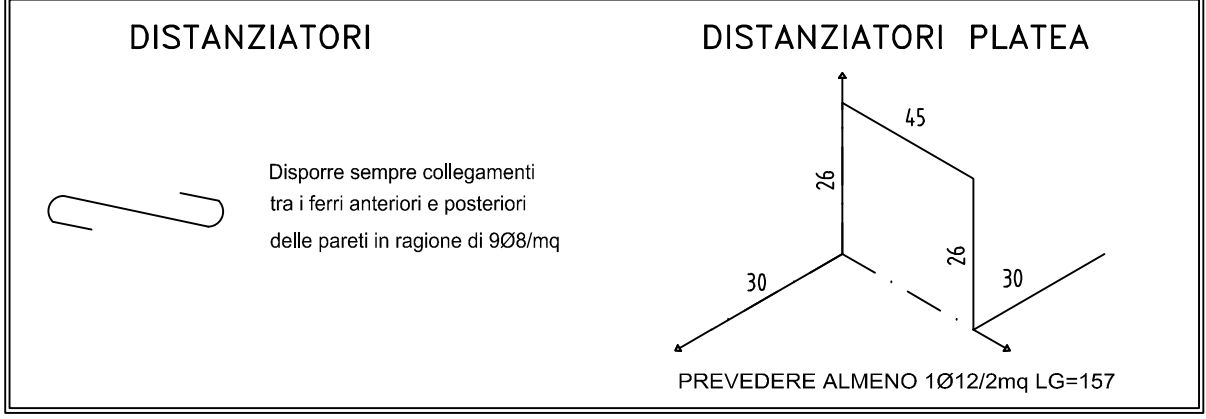 DISTANZIATORI
Disporre sempre collegamenti
tra i ferri anteriori e posteriori
delle pareti in ragione di 9Ø8/mq
DISTANZIATORI PLATEA
45
26
26
30
30
PREVEDERE ALMENO 1Ø12/2mq LG=157